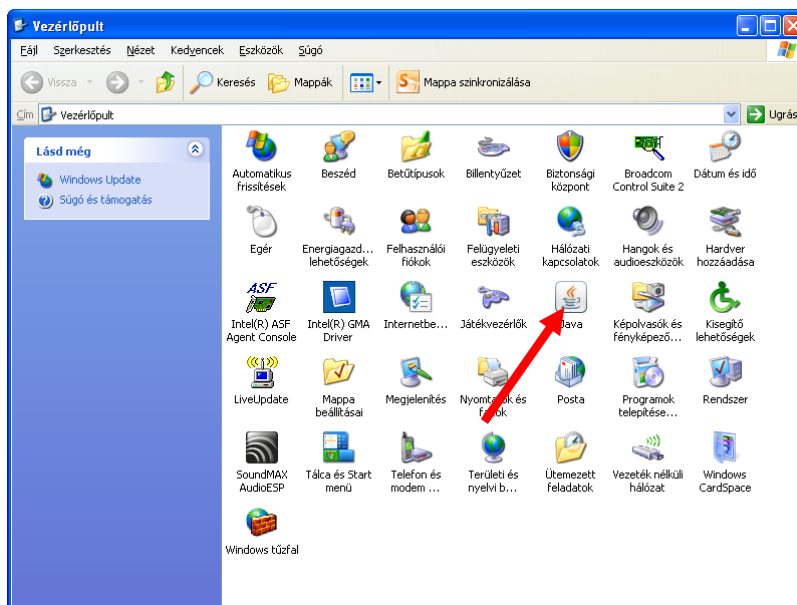 Vezérlőpult
Fájl Szerkesztés Nézet Kedvencek Eszközök Súgó
Vissza Keresés Mappák Mappa szinkronizálása
Cím Vezérlőpult Ugrás
Lásd még
Windows Update
Súgó és támogatás
Automatikus frissítések
Beszéd
Betűtípusok
Billentyűzet
Biztonsági központ
Broadcom Control Suite 2
Dátum és idő
Egér
Energiagazd... lehetőségek
Felhasználói fiókok
Felügyeleti eszközök
Hálózati kapcsolatok
Hangok és audioeszközök
Hardver hozzáadása
ASF
Intel(R) ASF Agent Console
Intel(R) GMA Driver
Internetbe...
Játékvezérlők
Java
Képolvasók és fényképező...
Kisegítő lehetőségek
LiveUpdate
Mappa beállításai
Megjelenítés
Nyomtatók és faxok
Posta
Programok telepítése...
Rendszer
SoundMAX AudioESP
Tálca és Start menü
Telefon és modem ...
Területi és nyelvi b...
Ütemezett feladatok
Vezeték nélküli hálózat
Windows CardSpace
Windows tűzfal